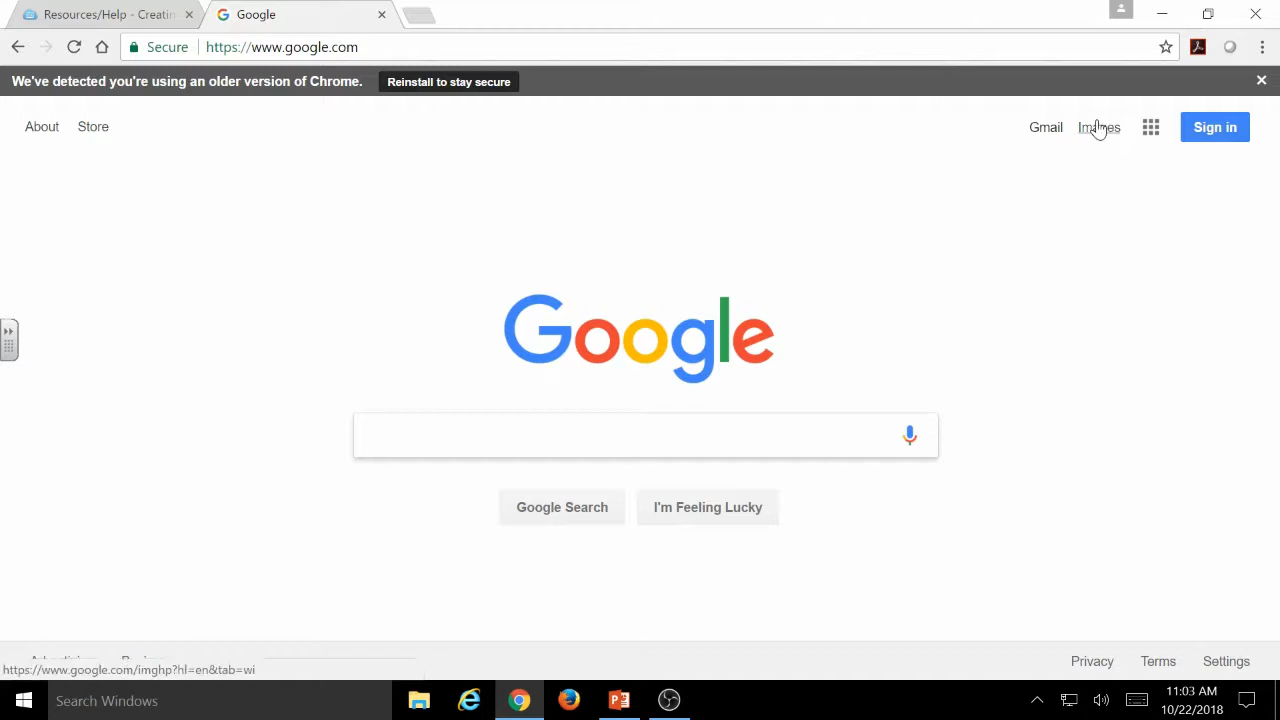 Resources/Help - Creatin
Google
Secure
https://www.google.com
We've detected you're using an older version of Chrome.
Reinstall to stay secure
About
Store
Gmail
Images
Sign in
Google
Google Search
I'm Feeling Lucky
Privacy
Terms
Settings
https://www.google.com/imghp?hl=en&tab=wi
Search Windows
11:03 AM
10/22/2018